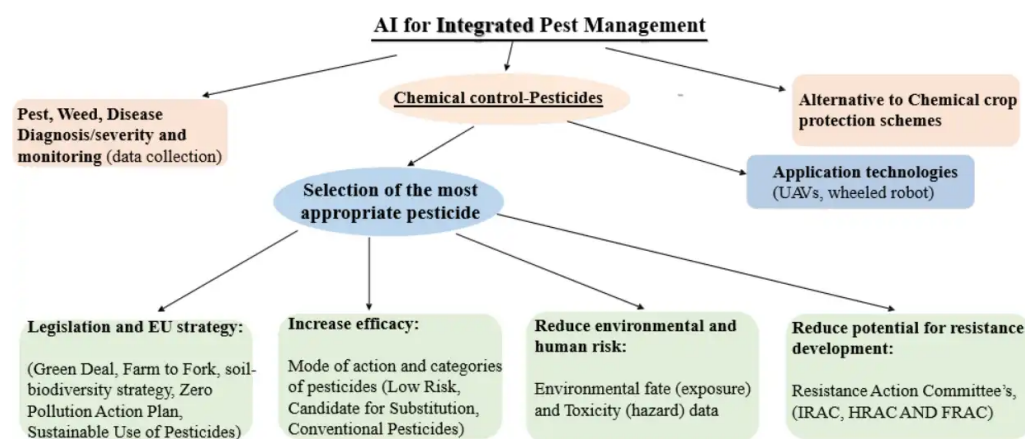 AI for Integrated Pest Management
Pest, Weed, Disease
Diagnosis/severity and
monitoring (data collection)
Chemical control-Pesticides
Alternative to Chemical crop
protection schemes
Selection of the most
appropriate pesticide
Application technologies
(UAVs, wheeled robot)
Legislation and EU strategy:
(Green Deal, Farm to Fork, soil-
biodiversity strategy, Zero
Pollution Action Plan,
Sustainable Use of Pesticides)
Increase efficacy:
Mode of action and categories
of pesticides (Low Risk,
Candidate for Substitution,
Conventional Pesticides)
Reduce environmental and
human risk:
Environmental fate (exposure)
and Toxicity (hazard) data
Reduce potential for resistance
development:
Resistance Action Committee's,
(IRAC, HRAC AND FRAC)